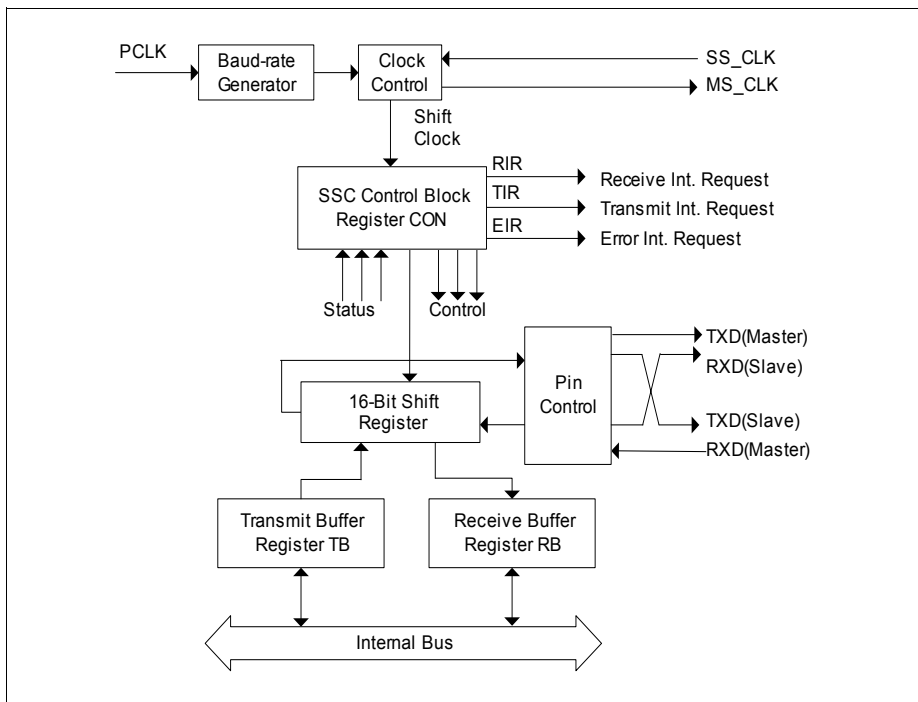 PCLK
Baud-rate
Generator
Clock
Control
SS_CLK
MS_CLK
Shift
Clock
SSC Control Block
Register CON
RIR
TIR
EIR
Receive Int. Request
Transmit Int. Request
Error Int. Request
Status
Control
16-Bit Shift
Register
Pin
Control
TXD(Master)
RXD(Slave)
TXD(Slave)
RXD(Master)
Transmit Buffer
Register TB
Receive Buffer
Register RB
Internal Bus